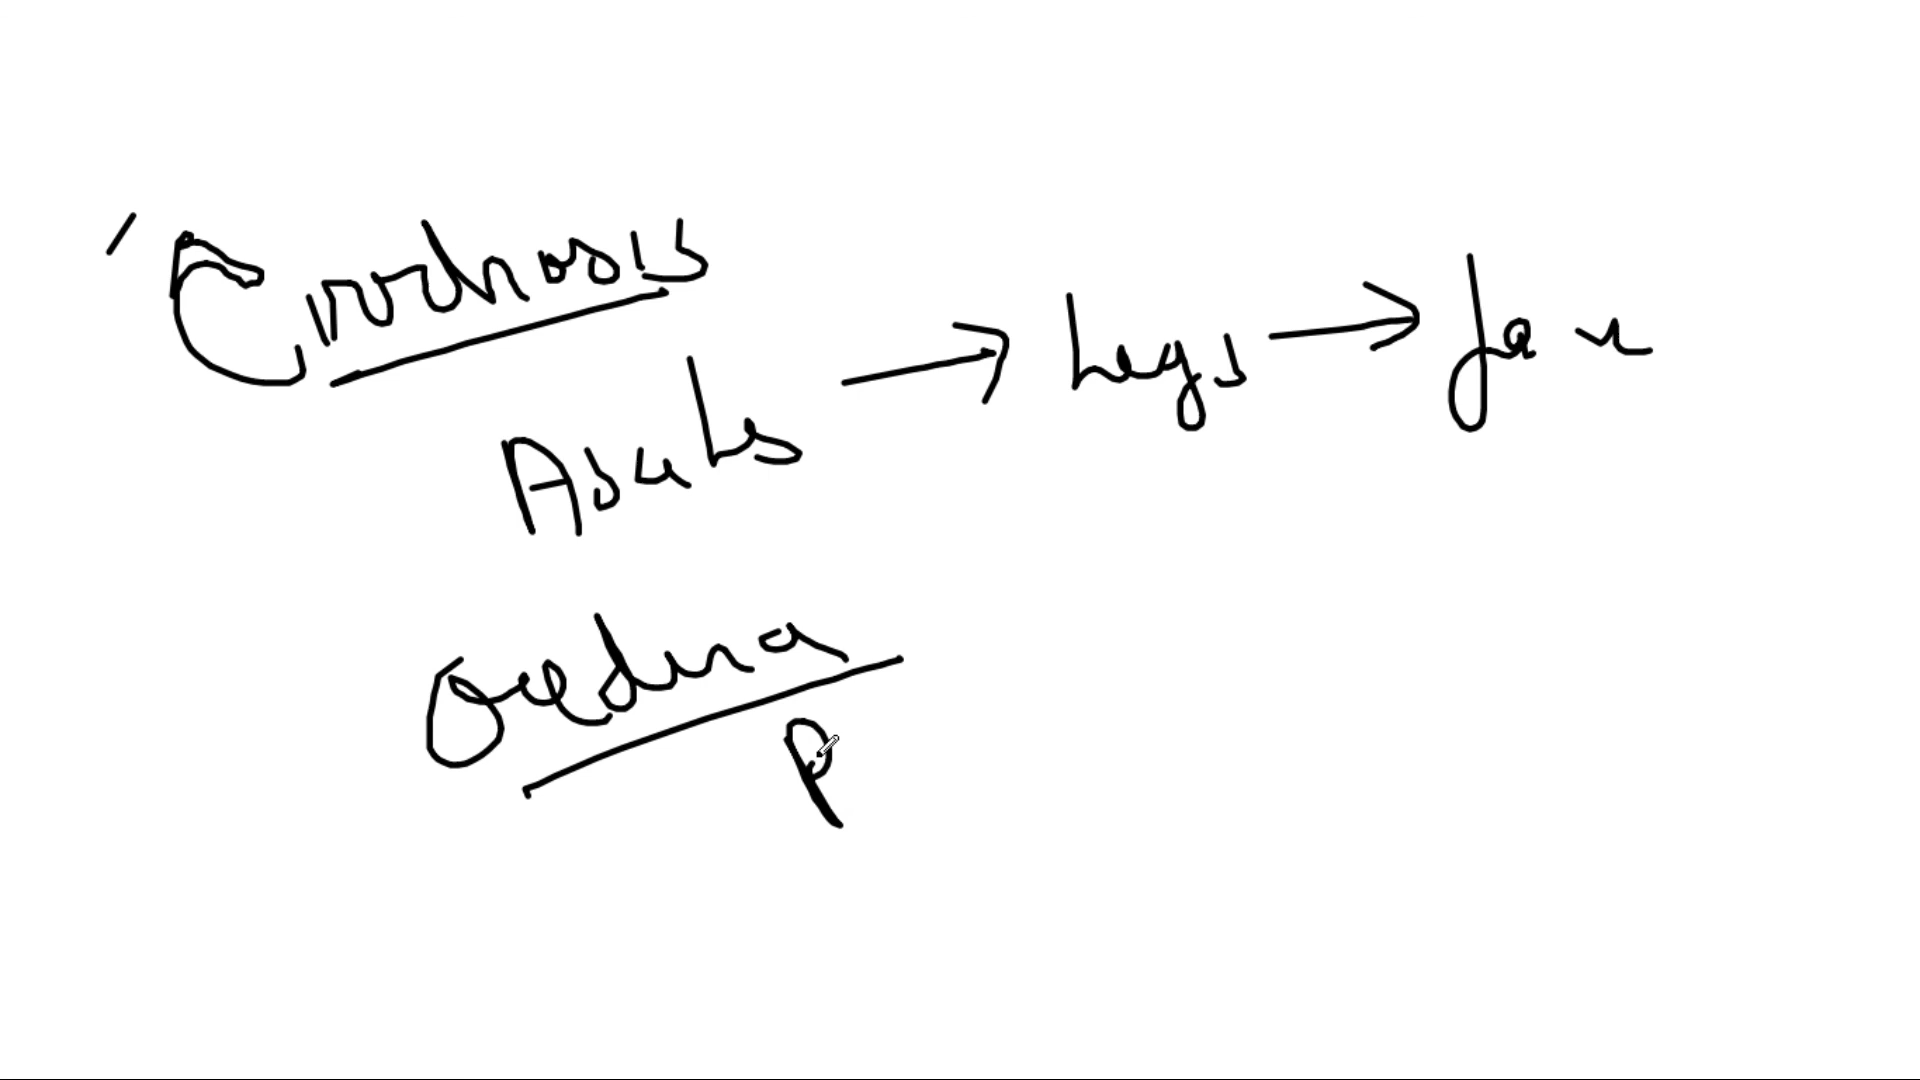 Cirrhosis
Ascites → Legs → face
Oedema
P